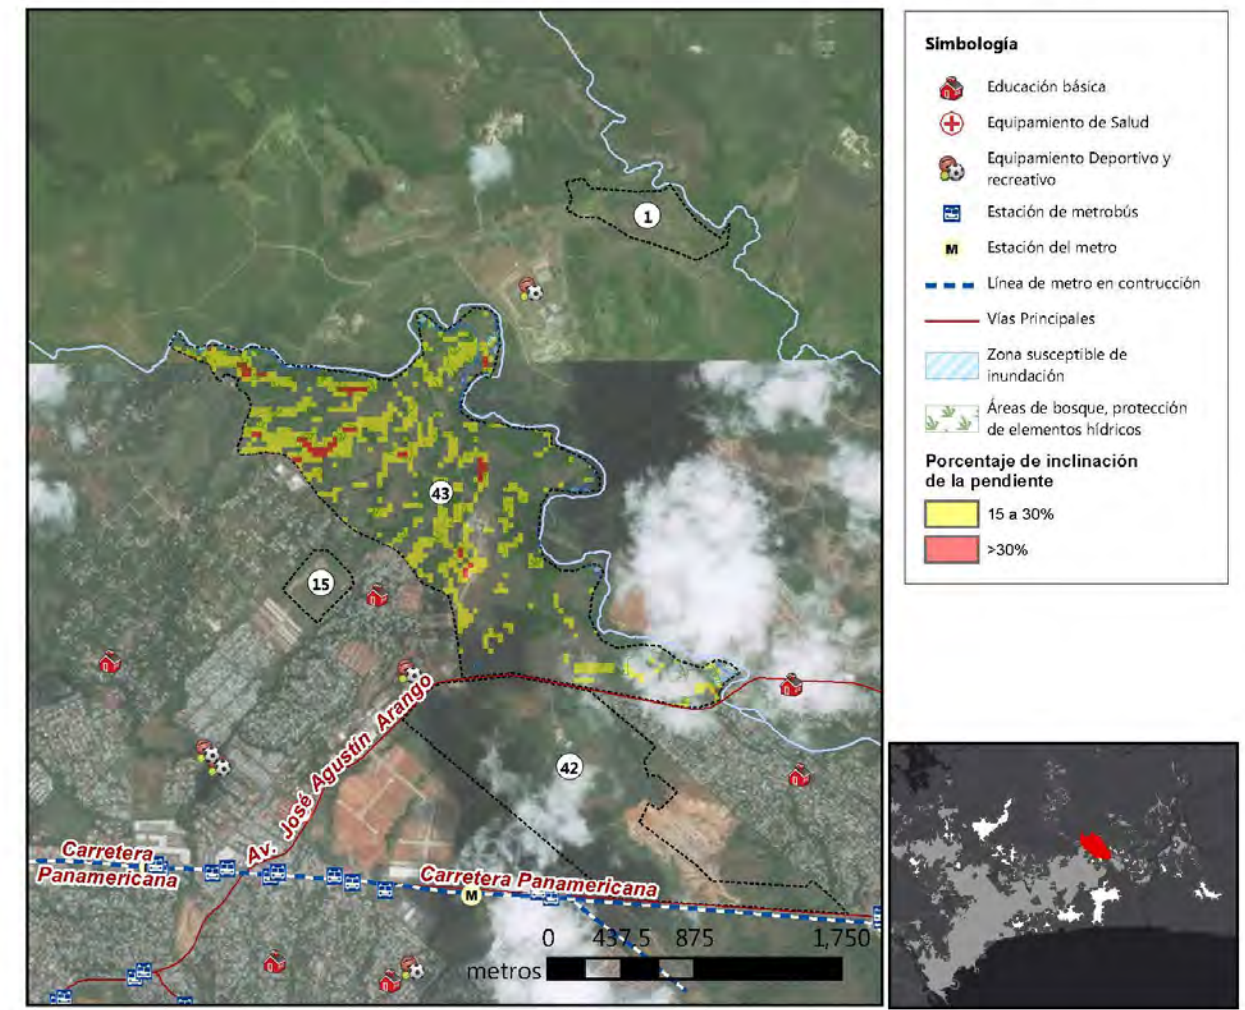 1
43
15
42
Av. José Agustín Arango
Carretera
Panamericana
Carretera Panamericana
M
0 437.5 875 1,750
metros
Simbología
Educación básica
Equipamiento de Salud
Equipamiento Deportivo y
recreativo
Estación de metrobús
M
Estación del metro
Línea de metro en contrucción
Vías Principales
Zona susceptible de
inundación
Áreas de bosque, protección
de elementos hídricos
Porcentaje de inclinación
de la pendiente
15 a 30%
>30%